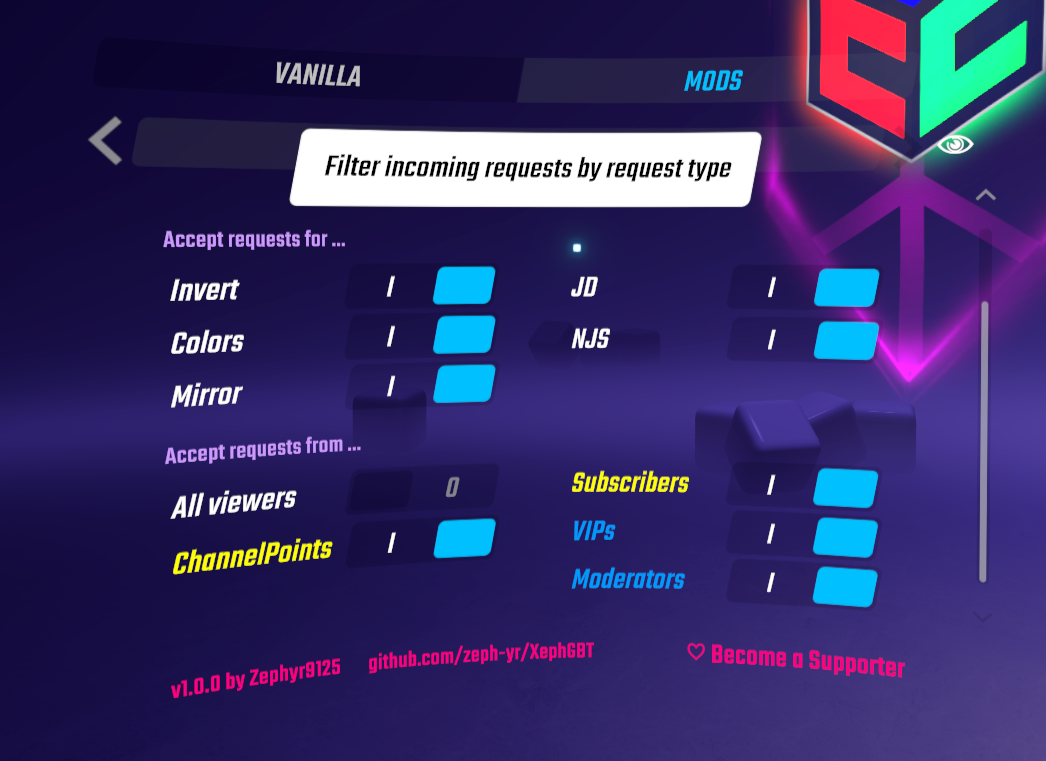 VANILLA
MODS
Filter incoming requests by request type
Accept requests for ...
Invert
I
JD
I
Colors
I
NJS
I
Mirror
I
Accept requests from ...
All viewers
0
Subscribers
I
ChannelPoints
I
VIPs
I
Moderators
I
v1.0.0 by Zephyr9125
github.com/zeph-yr/XephGBT
♡ Become a Supporter